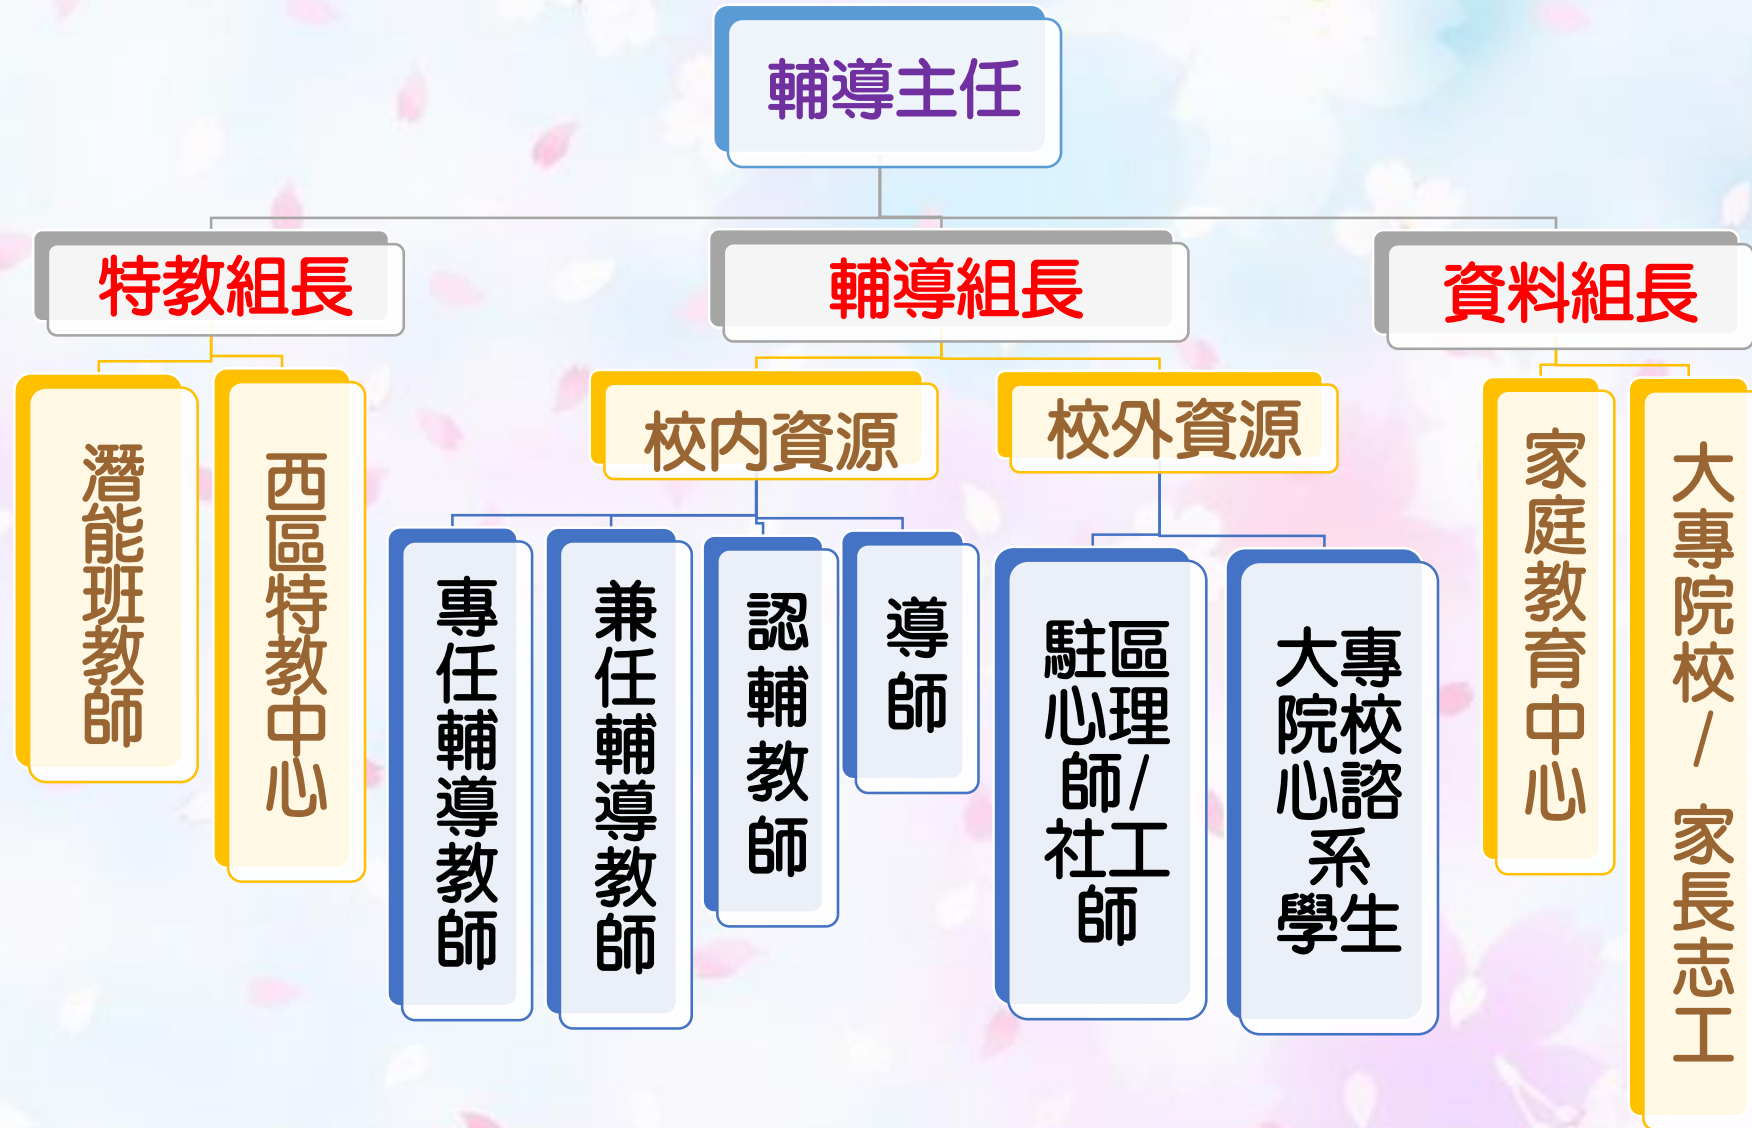 輔導主任
特教組長
輔導組長
資料組長
潛能班教師
西區特教中心
校內資源
校外資源
家庭教育中心
大專院校/ 家長志工
專任輔導教師
兼任輔導教師
認輔教師
導師
駐區
心理
師/
社工
師
大專
院校
心諮
系
學生